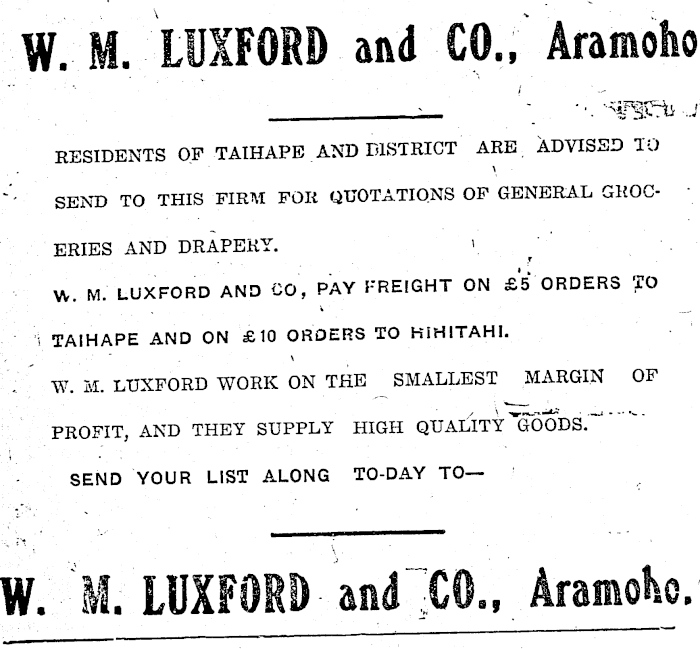 W. M. LUXFORD and CO., Aramoho
RESIDENTS OF TAIHAPE AND DISTRICT ARE ADVISED TO
SEND TO THIS FIRM FOR QUOTATIONS OF GENERAL GROC-
ERIES AND DRAPERY.
W. M. LUXFORD AND CO, PAY FREIGHT ON £5 ORDERS TO
TAIHAPE AND ON £10 ORDERS TO HIHITAHI.
W. M. LUXFORD WORK ON THE SMALLEST MARGIN OF
PROFIT, AND THEY SUPPLY HIGH QUALITY GOODS.
SEND YOUR LIST ALONG TO-DAY TO—
W. M. LUXFORD and CO., Aramoho.